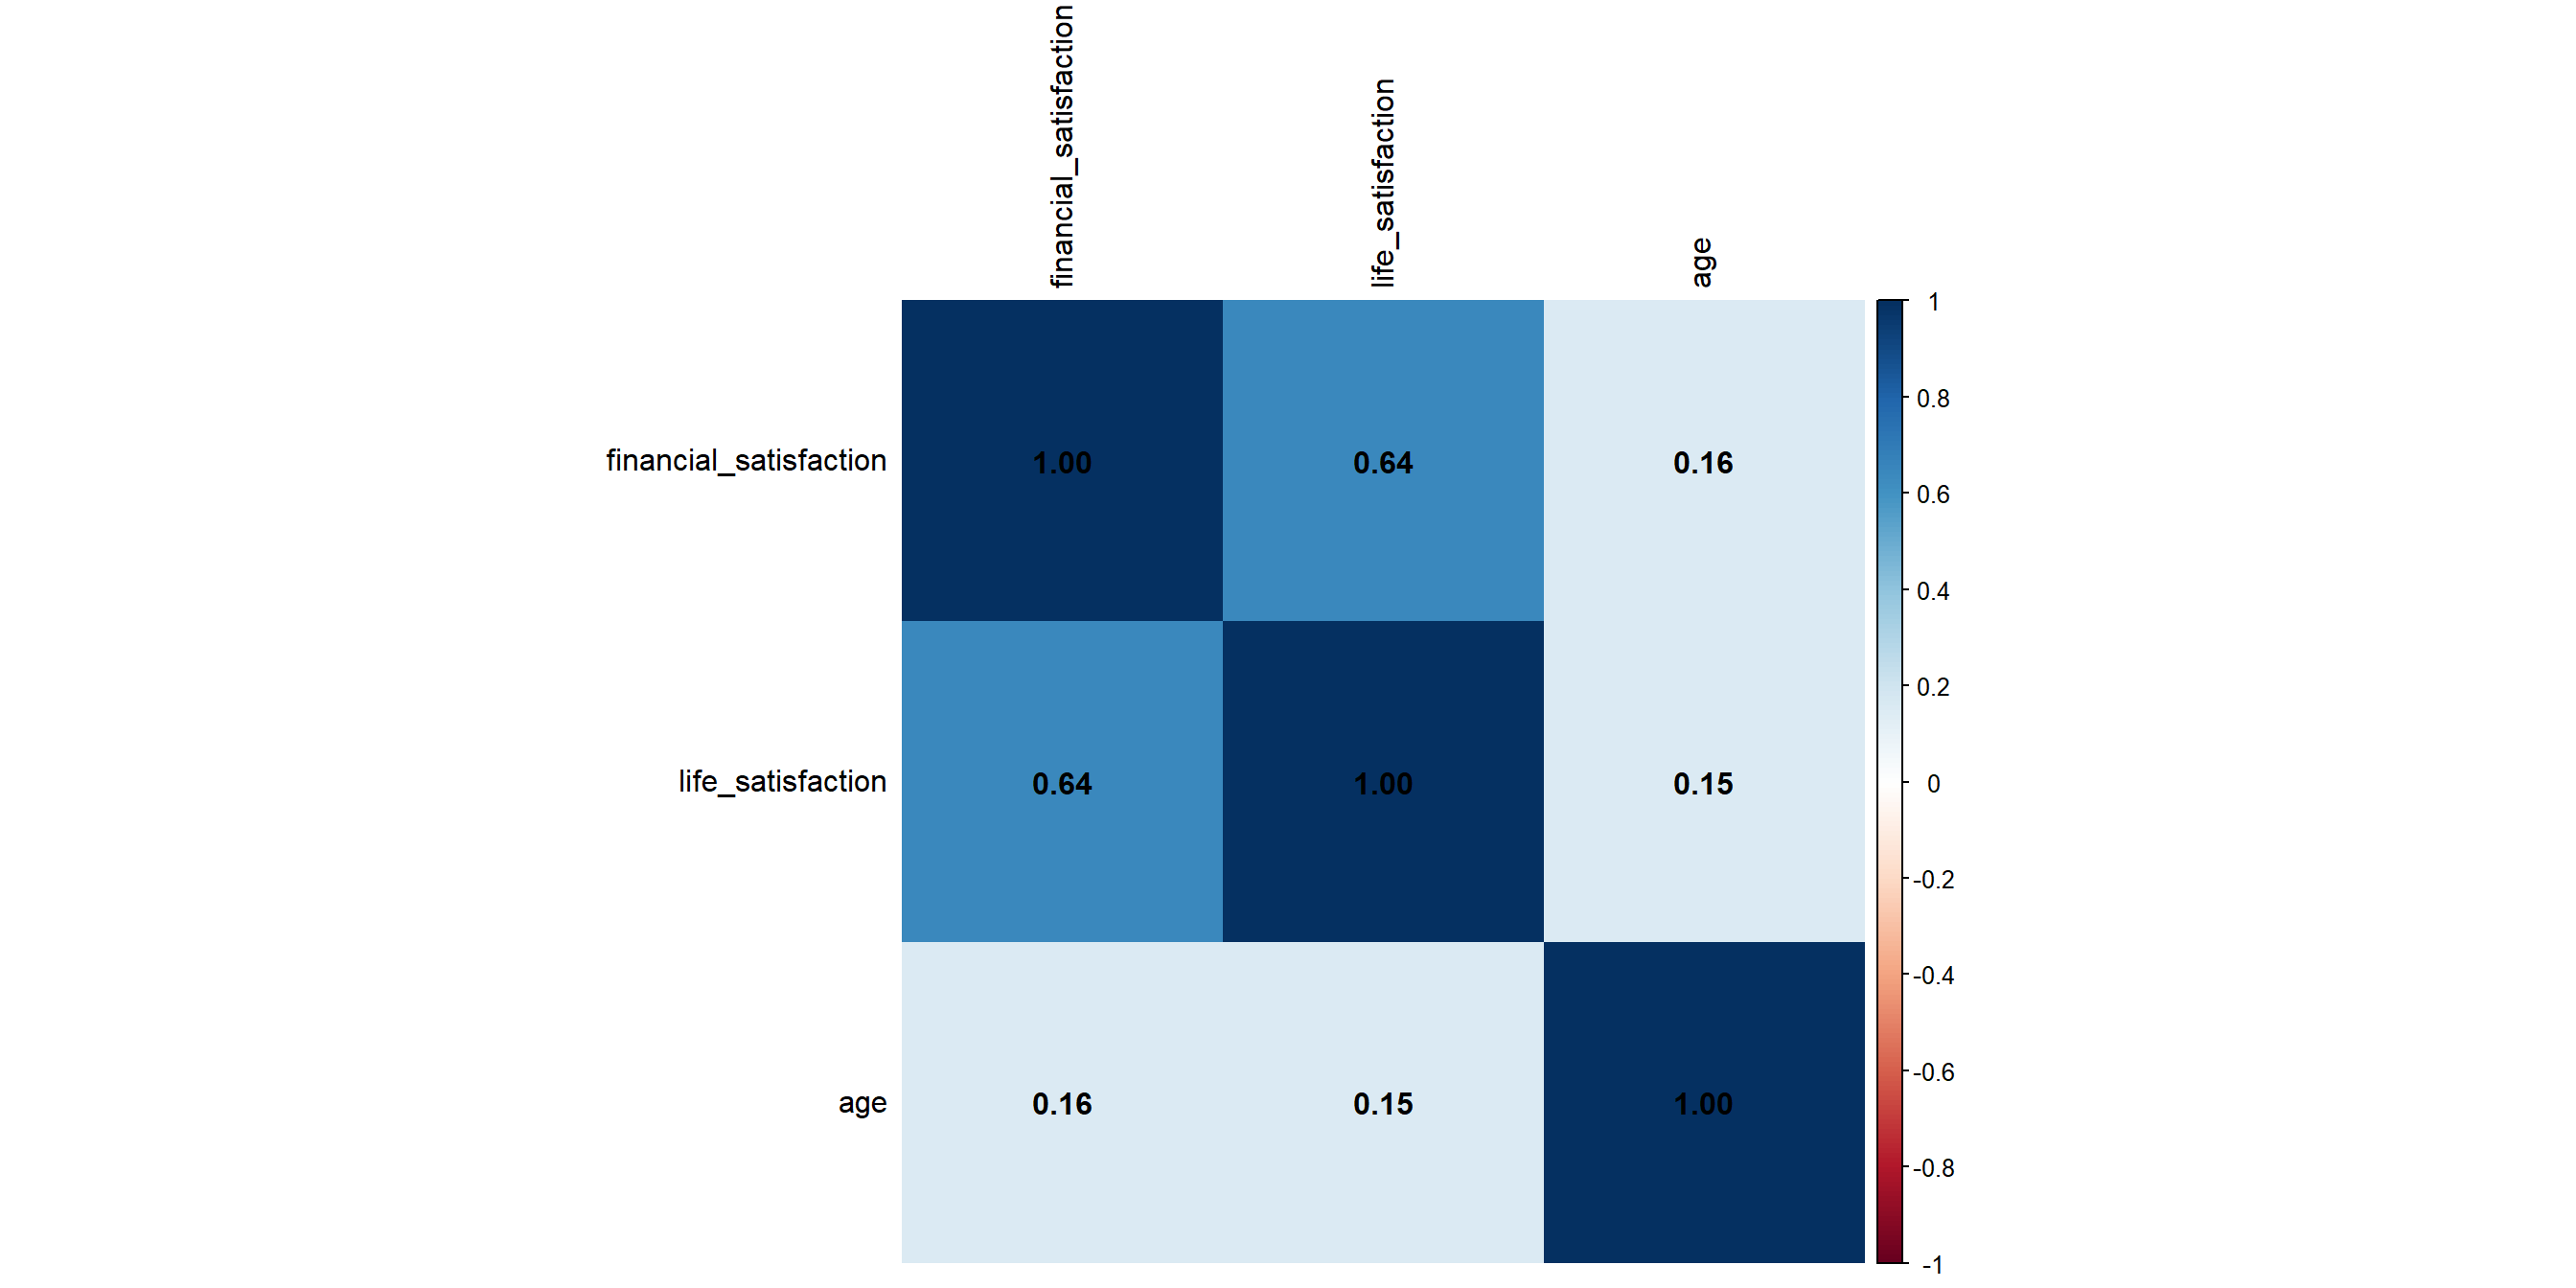 financial_satisfaction
life_satisfaction
age
financial_satisfaction 1.00 0.64 0.16
life_satisfaction 0.64 1.00 0.15
age 0.16 0.15 1.00
1
0.8
0.6
0.4
0.2
0
-0.2
-0.4
-0.6
-0.8
-1